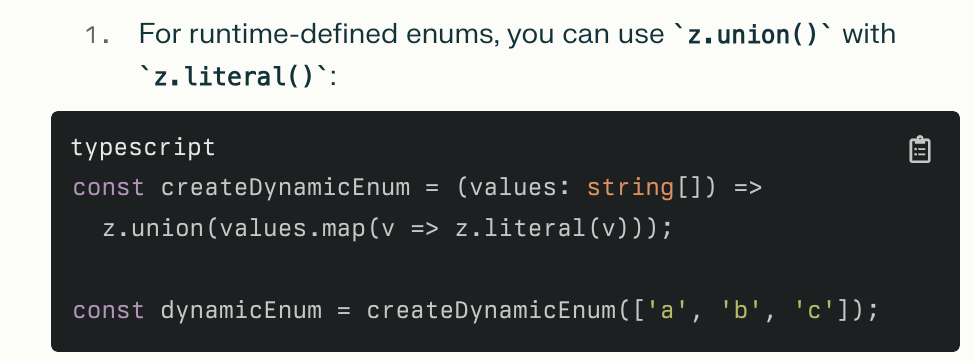 1. For runtime-defined enums, you can use `z.union()` with
`z.literal()`:
typescript
const createDynamicEnum = (values: string[]) =>
  z.union(values.map(v => z.literal(v)));
const dynamicEnum = createDynamicEnum(['a', 'b', 'c']);